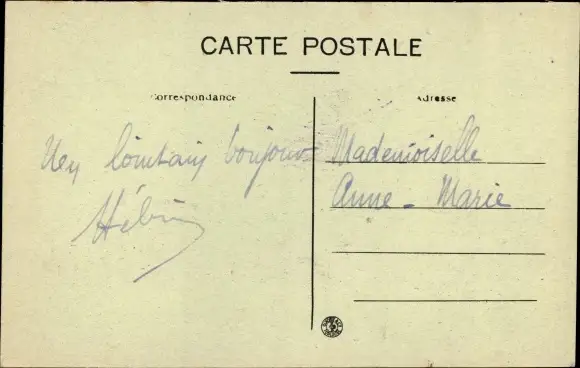 CARTE POSTALE
Correspondance
Adresse
Un lointain bonjour
Mademoiselle
Anne - Marie